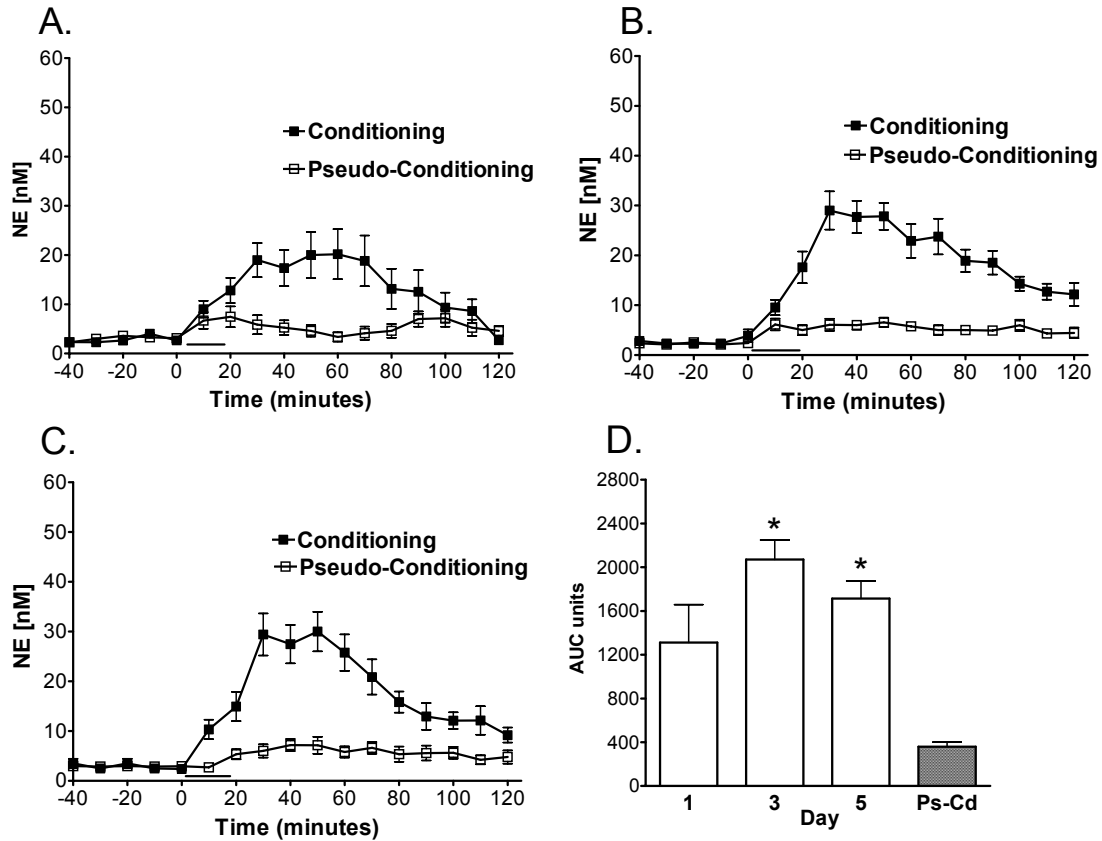 A.
60
50
40
30
20
10
0
NE [nM]
Conditioning
Pseudo-Conditioning
-40 -20 0 20 40 60 80 100 120
Time (minutes)
B.
60
50
40
30
20
10
0
NE [nM]
Conditioning
Pseudo-Conditioning
-40 -20 0 20 40 60 80 100 120
Time (minutes)
C.
60
50
40
30
20
10
0
NE [nM]
Conditioning
Pseudo-Conditioning
-40 -20 0 20 40 60 80 100 120
Time (minutes)
D.
2800
2400
2000
1600
1200
800
400
0
AUC units
* *
1 3 5 Ps-Cd
Day